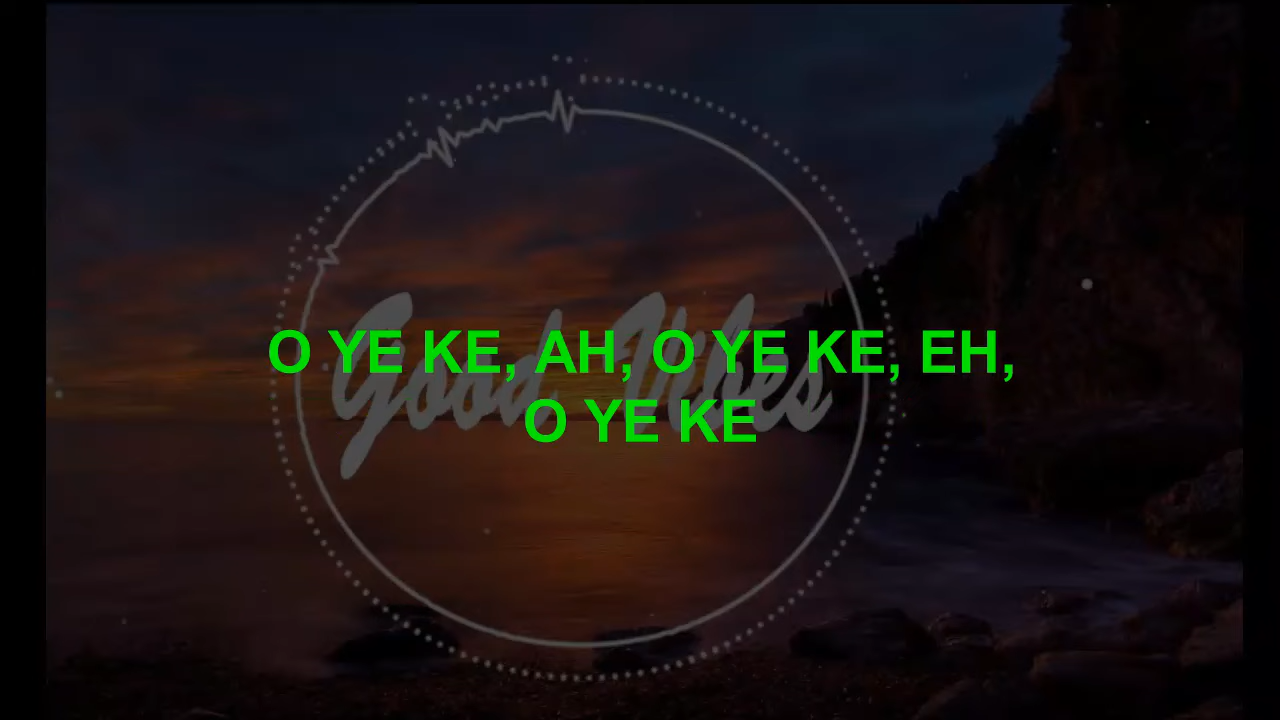 O YE KE, AH, O YE KE, EH,
O YE KE
Good Vibes